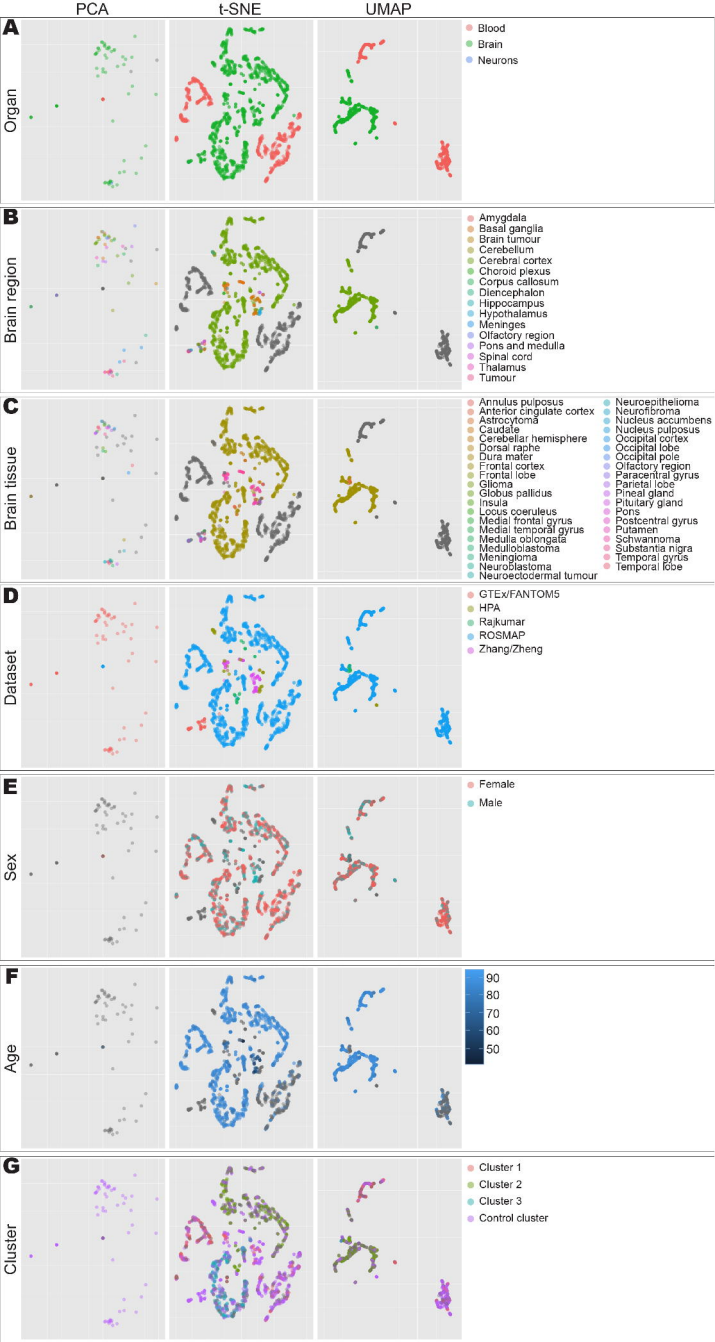 PCA t-SNE UMAP
A
Organ
Blood
Brain
Neurons
B
Brain region
Amygdala
Basal ganglia
Brain tumour
Cerebellum
Cerebral cortex
Choroid plexus
Corpus callosum
Diencephalon
Hippocampus
Hypothalamus
Meninges
Olfactory region
Pons and medulla
Spinal cord
Thalamus
Tumour
C
Brain tissue
Annulus pulposus
Anterior cingulate cortex
Astrocytoma
Caudate
Cerebellar hemisphere
Dorsal raphe
Dura mater
Frontal cortex
Frontal lobe
Glioma
Globus pallidus
Insula
Locus coeruleus
Medial frontal gyrus
Medial temporal gyrus
Medulla oblongata
Medulloblastoma
Meningioma
Neuroblastoma
Neuroectodermal tumour
Neuroepithelioma
Neurofibroma
Nucleus accumbens
Nucleus pulposus
Occipital cortex
Occipital lobe
Occipital pole
Olfactory region
Paracentral gyrus
Parietal lobe
Pineal gland
Pituitary gland
Pons
Postcentral gyrus
Putamen
Schwannoma
Substantia nigra
Temporal gyrus
Temporal lobe
D
Dataset
GTEx/FANTOM5
HPA
Rajkumar
ROSMAP
Zhang/Zheng
E
Sex
Female
Male
F
Age
90
80
70
60
50
G
Cluster
Cluster 1
Cluster 2
Cluster 3
Control cluster